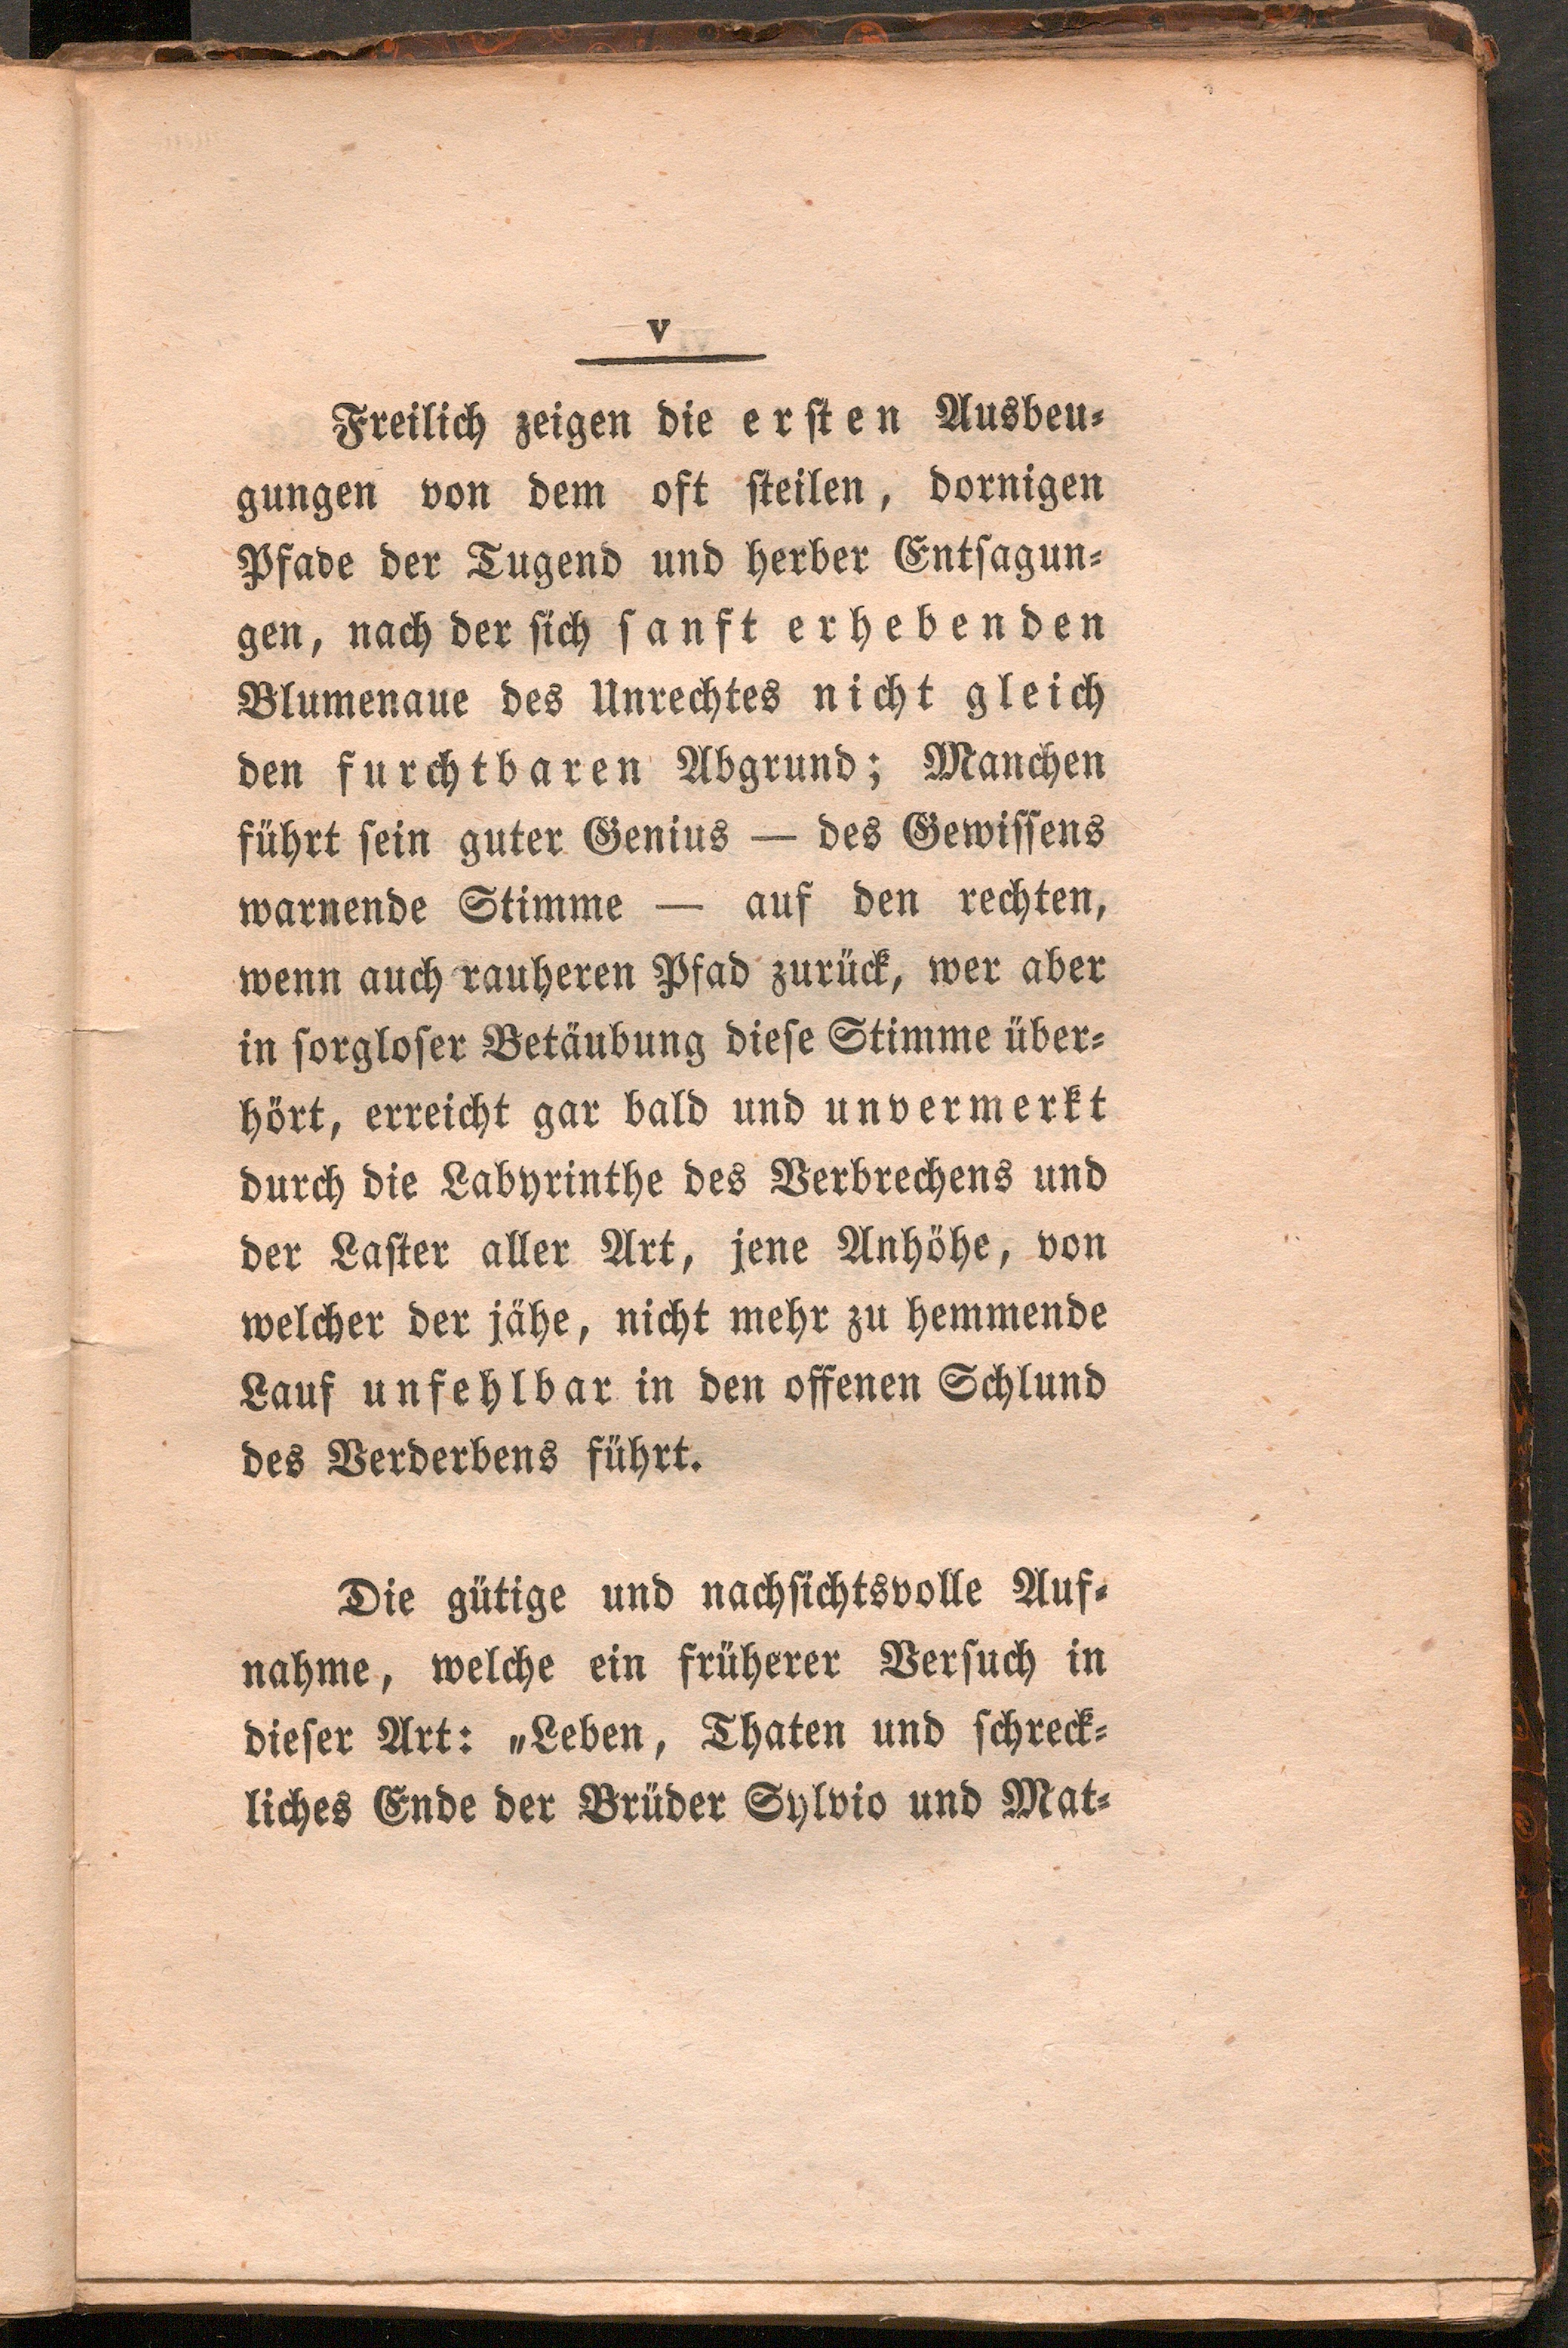 v
Freilich zeigen die ersten Ausbeu-
gungen von dem oft steilen, dornigen
Pfade der Tugend und herber Entsagun-
gen, nach der sich sanft erhebenden
Blumenaue des Unrechtes nicht gleich
den furchtbaren Abgrund; Manchen
führt sein guter Genius — des Gewissens
warnende Stimme — auf den rechten,
wenn auch rauheren Pfad zurück, wer aber
in sorgloser Betäubung diese Stimme über-
hört, erreicht gar bald und unvermerkt
durch die Labyrinthe des Verbrechens und
der Laster aller Art, jene Anhöhe, von
welcher der jähe, nicht mehr zu hemmende
Lauf unfehlbar in den offenen Schlund
des Verderbens führt.
Die gütige und nachsichtsvolle Auf-
nahme, welche ein früherer Versuch in
dieser Art: „Leben, Thaten und schreck-
liches Ende der Brüder Sylvio und Mat-